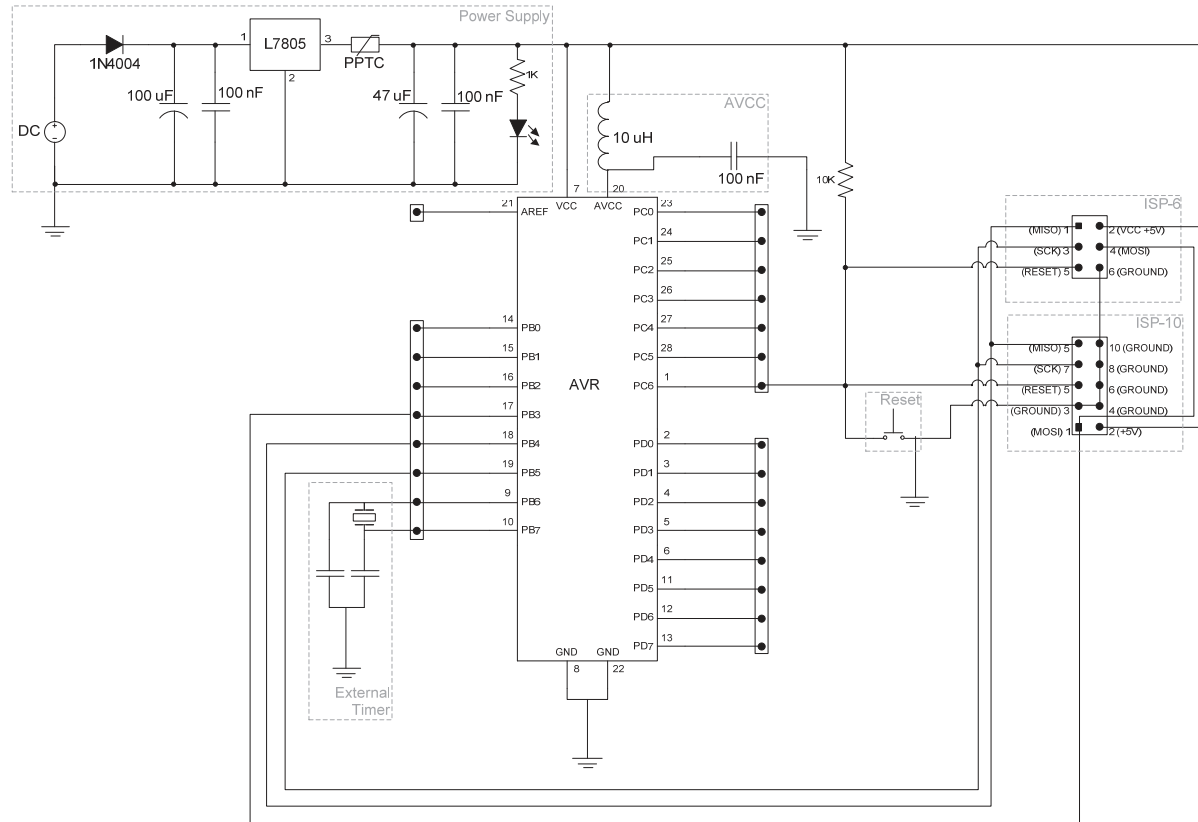 Power Supply
1N4004
1
L7805
3
2
PPTC
100 uF
100 nF
47 uF
100 nF
1K
DC
AVCC
10 uH
100 nF
10K
7
20
VCC
AVCC
21
AREF
AVR
14
PB0
15
PB1
16
PB2
17
PB3
18
PB4
19
PB5
9
PB6
10
PB7
23
PC0
24
PC1
25
PC2
26
PC3
27
PC4
28
PC5
1
PC6
2
PD0
3
PD1
4
PD2
5
PD3
6
PD4
11
PD5
12
PD6
13
PD7
GND
GND
8
22
External
Timer
Reset
ISP-6
(MISO) 1
2 (VCC +5V)
(SCK) 3
4 (MOSI)
(RESET) 5
6 (GROUND)
ISP-10
(MISO) 5
10 (GROUND)
(SCK) 7
8 (GROUND)
(RESET) 5
6 (GROUND)
(GROUND) 3
4 (GROUND)
(MOSI) 1
2 (+5V)